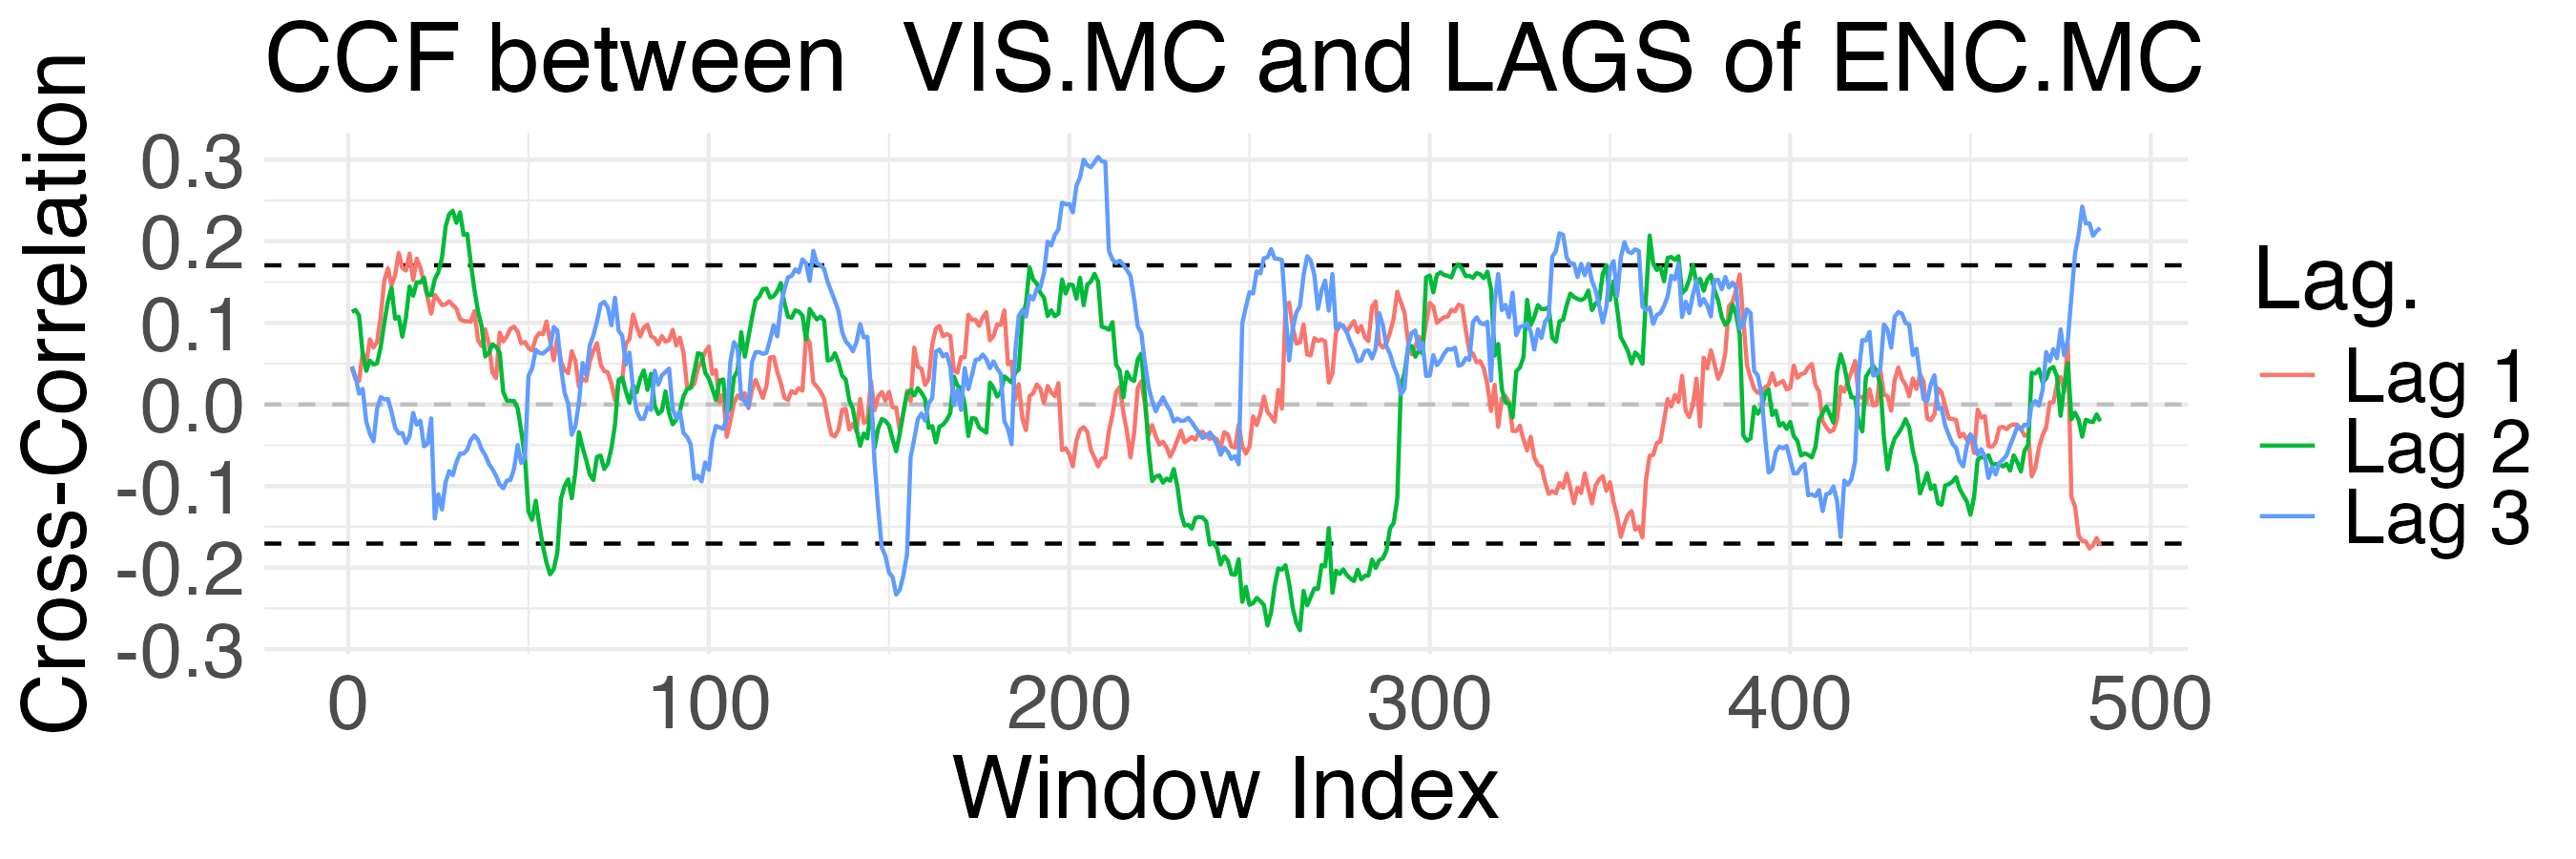 CCF between  VIS.MC and LAGS of ENC.MC
Cross-Correlation
0.3
0.2
0.1
0.0
-0.1
-0.2
-0.3
0 100 200 300 400 500
Window Index
Lag.
Lag 1
Lag 2
Lag 3